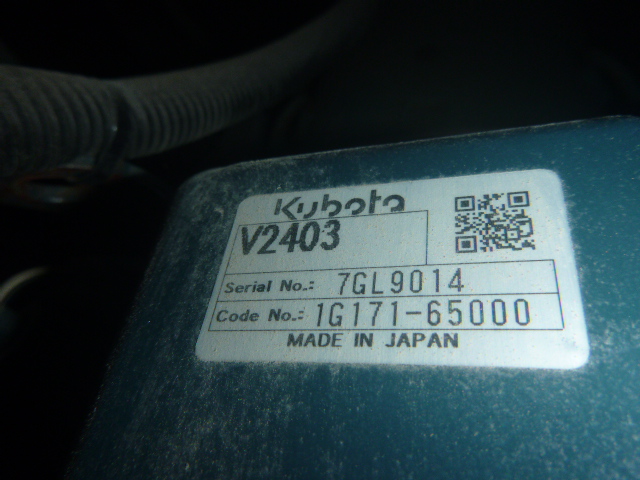 Kubota
V2403
Serial No.: 7GL9014
Code No.: 1G171-65000
MADE IN JAPAN